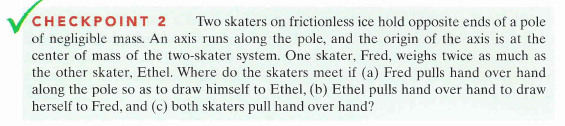 CHECKPOINT 2 Two skaters on frictionless ice hold opposite ends of a pole
of negligible mass. An axis runs along the pole, and the origin of the axis is at the
center of mass of the two-skater system. One skater, Fred, weighs twice as much as
the other skater, Ethel. Where do the skaters meet if (a) Fred pulls hand over hand
along the pole so as to draw himself to Ethel, (b) Ethel pulls hand over hand to draw
herself to Fred, and (c) both skaters pull hand over hand?